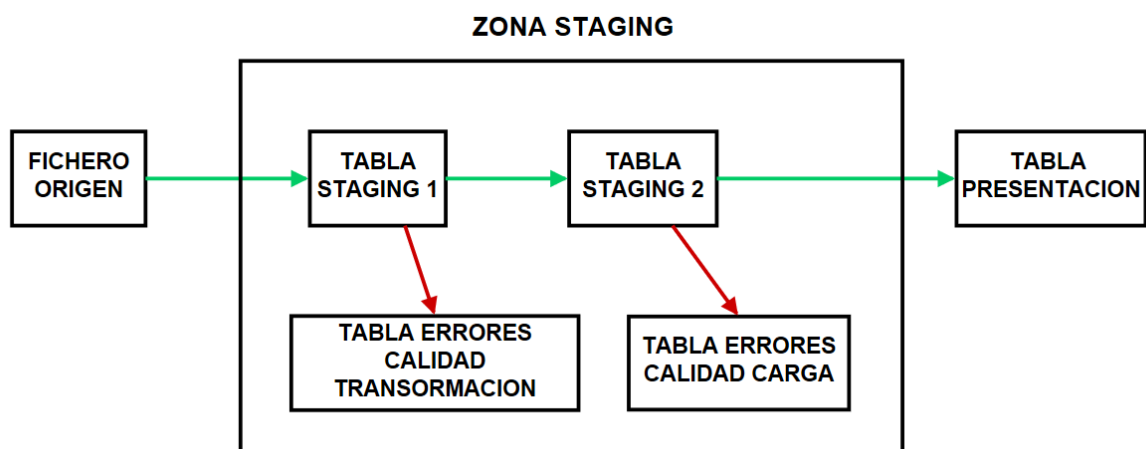 ZONA STAGING
FICHERO
ORIGEN
TABLA
STAGING 1
TABLA
STAGING 2
TABLA
PRESENTACION
TABLA ERRORES
CALIDAD
TRANSORMACION
TABLA ERRORES
CALIDAD CARGA